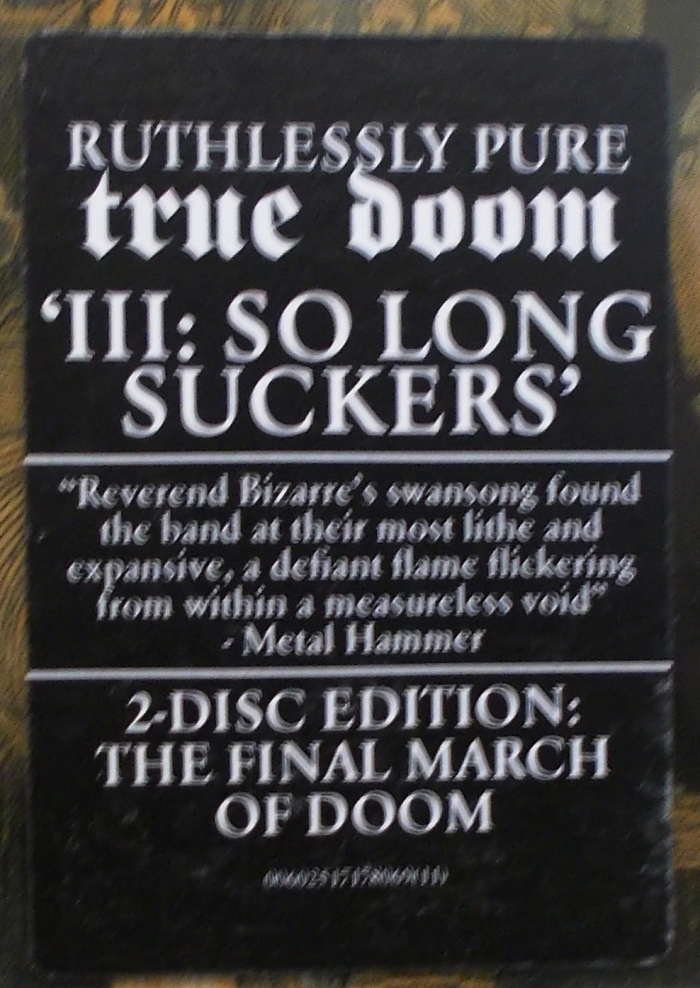 RUTHLESSLY PURE
true doom
‘III: SO LONG
SUCKERS’
“Reverend Bizarre’s swansong found
the band at their most lithe and
expansive, a defiant flame flickering
from within a measureless void”
- Metal Hammer
2-DISC EDITION:
THE FINAL MARCH
OF DOOM